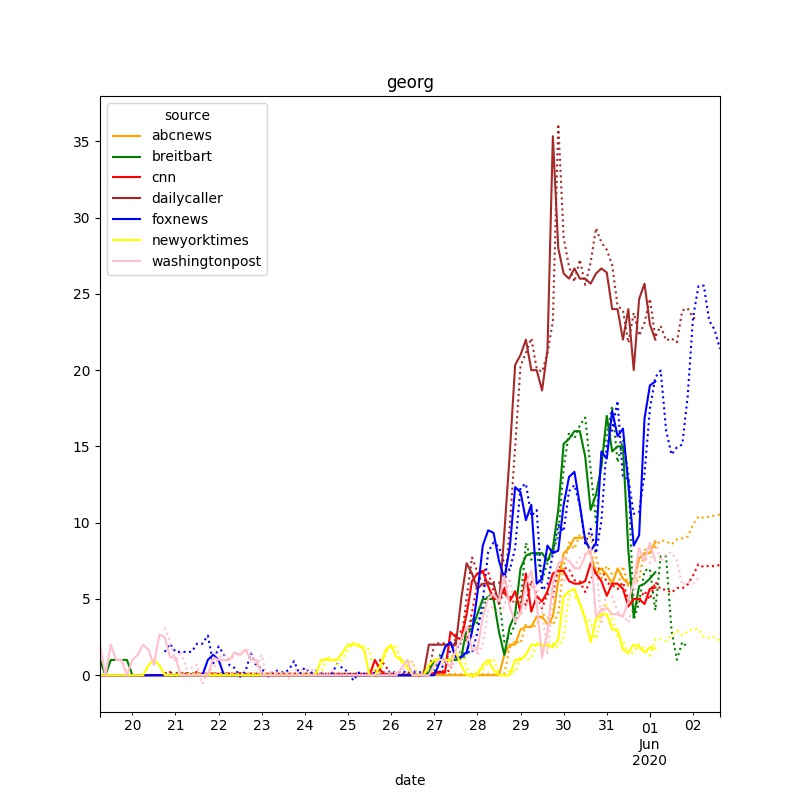 georg
source
abcnews
breitbart
cnn
dailycaller
foxnews
newyorktimes
washingtonpost
35
30
25
20
15
10
5
0
20 21 22 23 24 25 26 27 28 29 30 31 01 02
Jun
2020
date